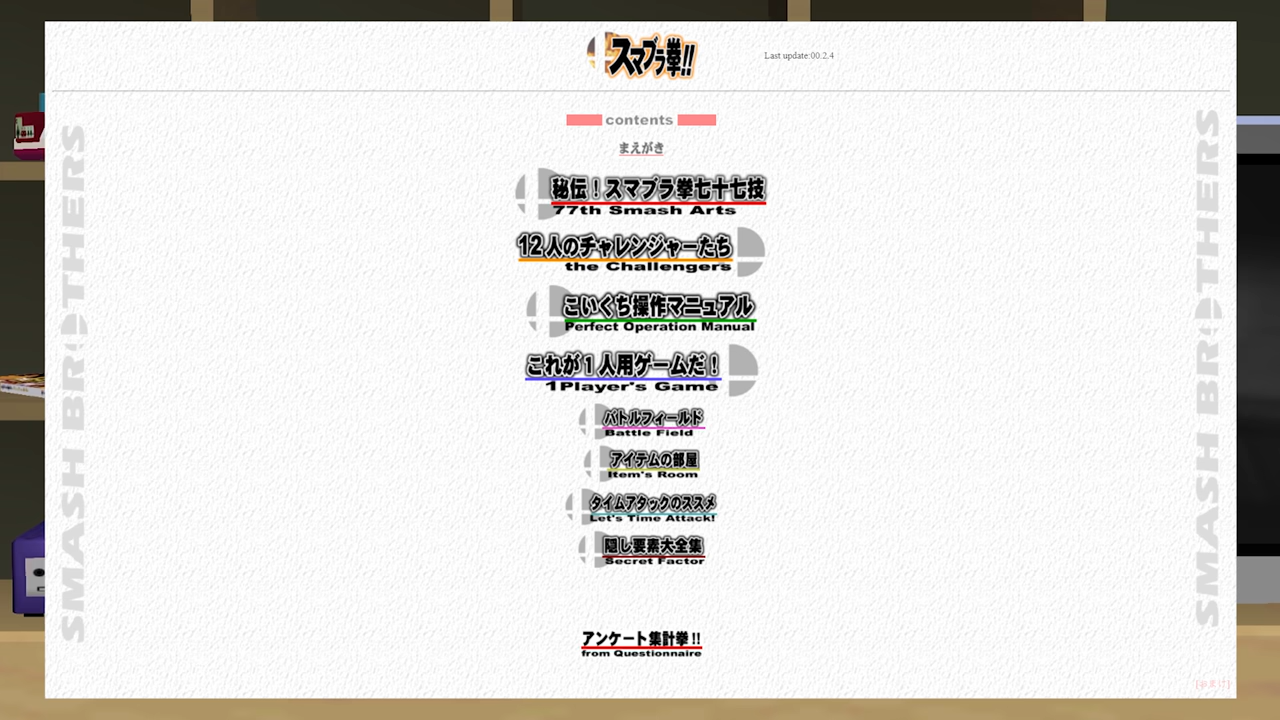 スマブラ拳!!
Last update:00.2.4
contents
まえがき
秘伝！スマブラ拳七十七技
77th Smash Arts
12人のチャレンジャーたち
the Challengers
こいくち操作マニュアル
Perfect Operation Manual
これが1人用ゲームだ！
1Player's Game
バトルフィールド
Battle Field
アイテムの部屋
Item's Room
タイムアタックのススメ
Let's Time Attack!
隠し要素大全集
Secret Factor
アンケート集計拳!!
from Questionnaire
SMASH BROTHERS
SMASH BROTHERS